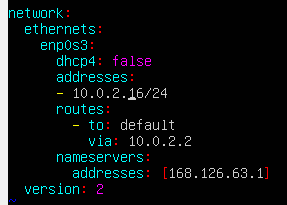 network:
  ethernets:
    enp0s3:
      dhcp4: false
      addresses:
      - 10.0.2.16/24
      routes:
        - to: default
          via: 10.0.2.2
      nameservers:
        addresses: [168.126.63.1]
  version: 2
~